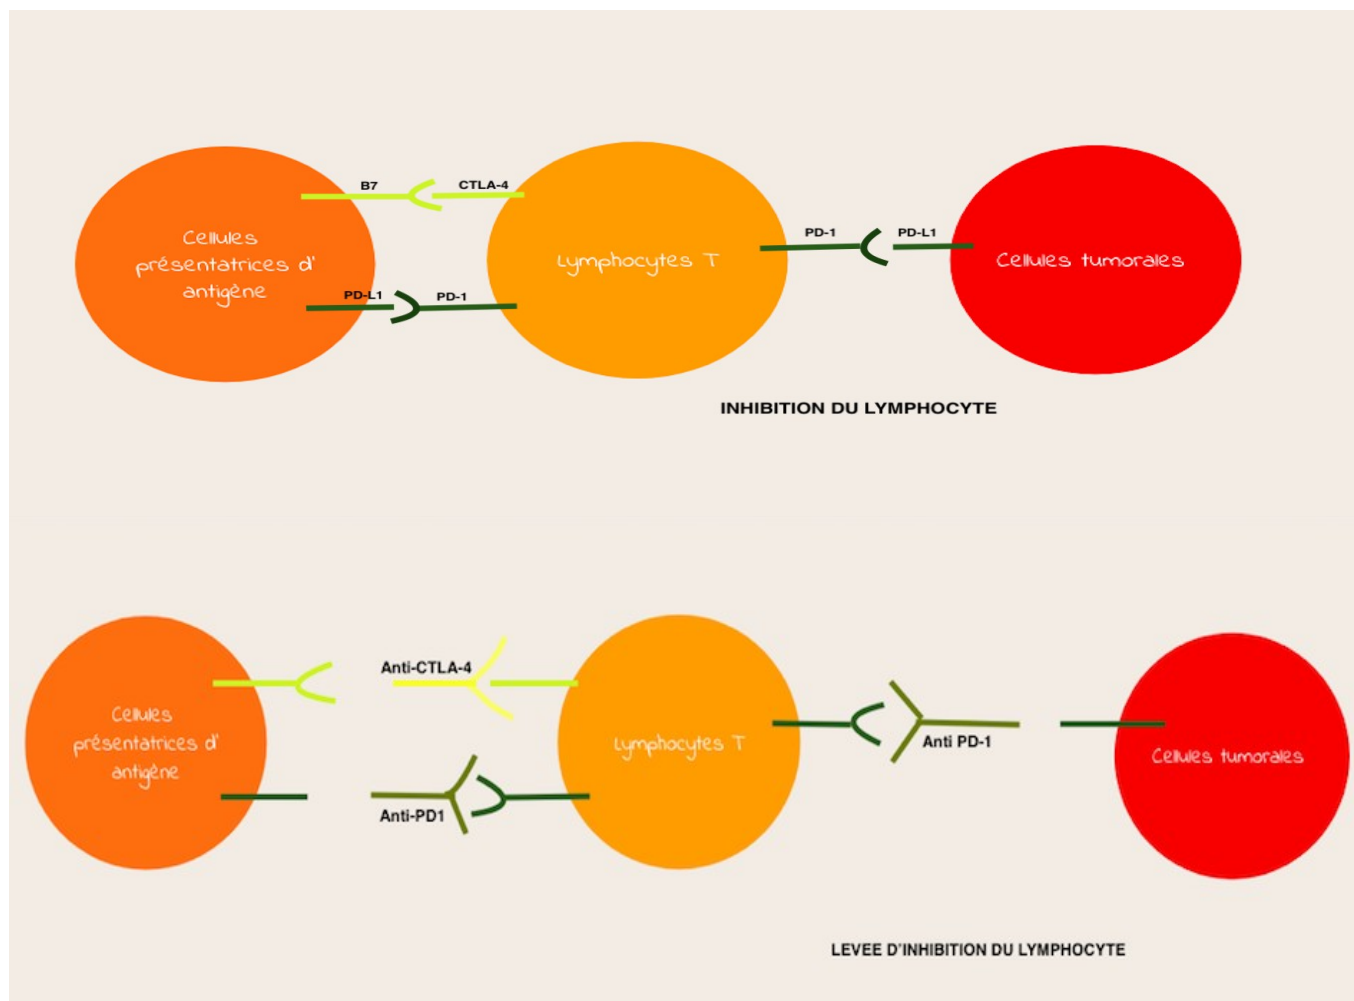 B7
CTLA-4
Cellules
présentatrices d'
antigène
Lymphocytes T
PD-1
PD-L1
Cellules tumorales
PD-L1
PD-1
INHIBITION DU LYMPHOCYTE
Anti-CTLA-4
Cellules
présentatrices d'
antigène
Lymphocytes T
Anti PD-1
Cellules tumorales
Anti-PD1
LEVEE D'INHIBITION DU LYMPHOCYTE